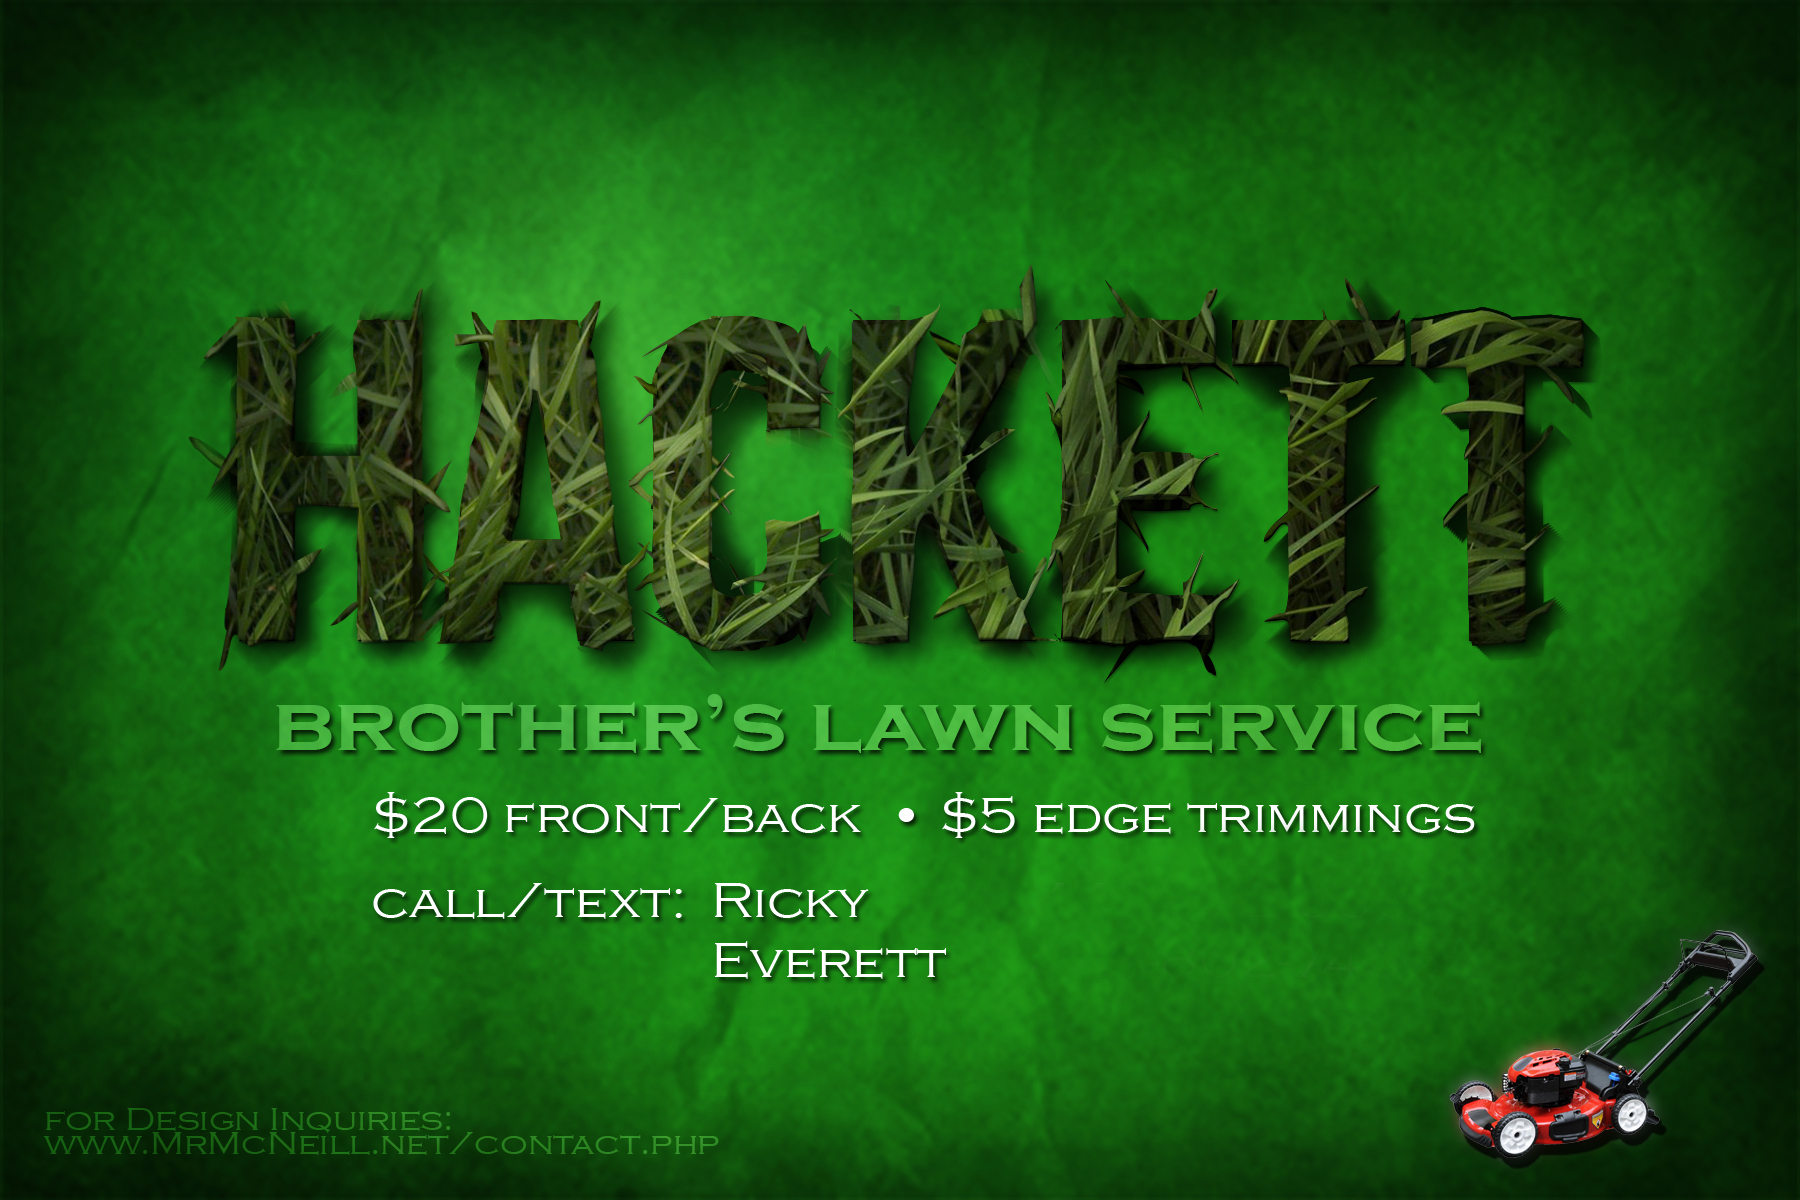 HACKETT
BROTHER'S LAWN SERVICE
$20 FRONT/BACK • $5 EDGE TRIMMINGS
CALL/TEXT: RICKY
EVERETT
FOR DESIGN INQUIRIES:
WWW.MRMCNEILL.NET/CONTACT.PHP